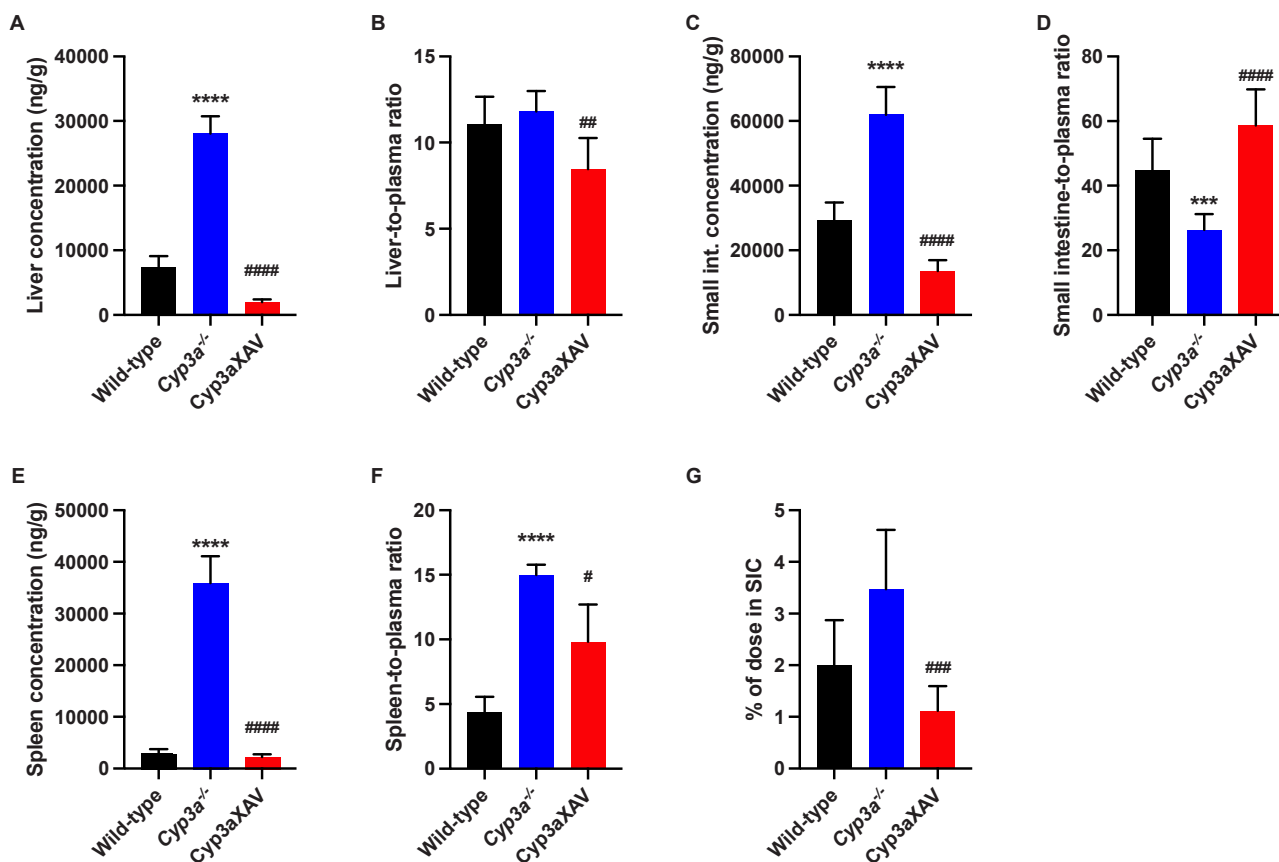 A
Liver concentration (ng/g)
40000
30000
20000
10000
0
****
####
Wild-type
Cyp3a-/-
Cyp3aXAV
B
Liver-to-plasma ratio
15
10
5
0
##
Wild-type
Cyp3a-/-
Cyp3aXAV
C
Small int. concentration (ng/g)
80000
60000
40000
20000
0
****
####
Wild-type
Cyp3a-/-
Cyp3aXAV
D
Small intestine-to-plasma ratio
80
60
40
20
0
***
####
Wild-type
Cyp3a-/-
Cyp3aXAV
E
Spleen concentration (ng/g)
50000
40000
30000
20000
10000
0
****
####
Wild-type
Cyp3a-/-
Cyp3aXAV
F
Spleen-to-plasma ratio
20
15
10
5
0
****
#
Wild-type
Cyp3a-/-
Cyp3aXAV
G
% of dose in SIC
5
4
3
2
1
0
###
Wild-type
Cyp3a-/-
Cyp3aXAV